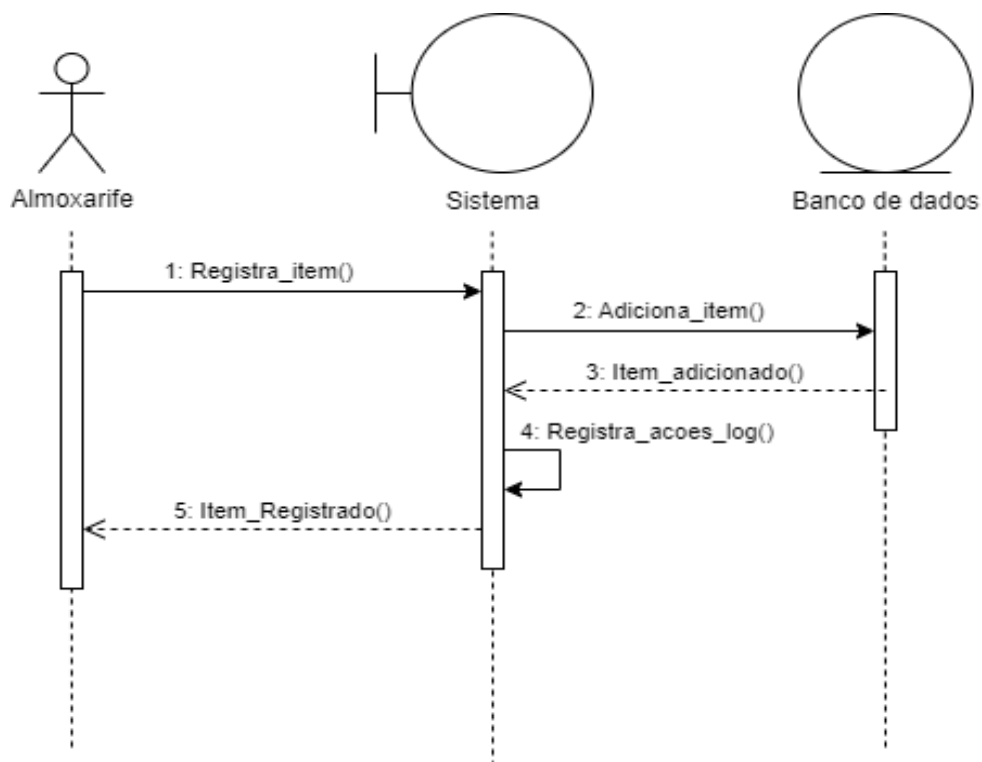 Almoxarife
Sistema
Banco de dados
1: Registra_item()
2: Adiciona_item()
3: Item_adicionado()
4: Registra_acoes_log()
5: Item_Registrado()